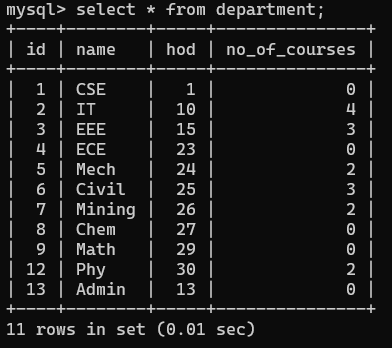 mysql> select * from department;
+----+--------+------+---------------+
| id | name   | hod  | no_of_courses |
+----+--------+------+---------------+
|  1 | CSE    |    1 |             0 |
|  2 | IT     |   10 |             4 |
|  3 | EEE    |   15 |             3 |
|  4 | ECE    |   23 |             0 |
|  5 | Mech   |   24 |             2 |
|  6 | Civil  |   25 |             3 |
|  7 | Mining |   26 |             2 |
|  8 | Chem   |   27 |             0 |
|  9 | Math   |   29 |             0 |
| 12 | Phy    |   30 |             2 |
| 13 | Admin  |   13 |             0 |
+----+--------+------+---------------+
11 rows in set (0.01 sec)